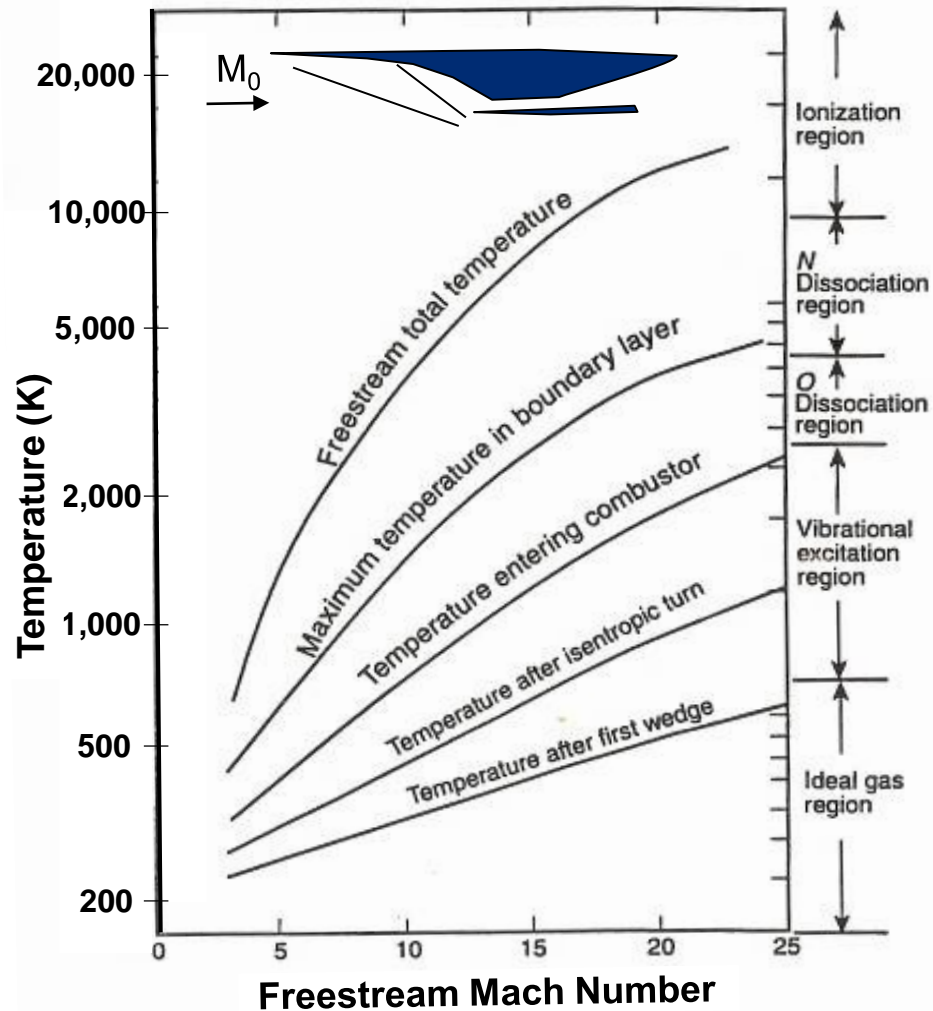 M0
20,000
10,000
5,000
2,000
1,000
500
200
Temperature (K)
0
5
10
15
20
25
Freestream Mach Number
Freestream total temperature
Maximum temperature in boundary layer
Temperature entering combustor
Temperature after isentropic turn
Temperature after first wedge
Ionization
region
N
Dissociation
region
O
Dissociation
region
Vibrational
excitation
region
Ideal gas
region